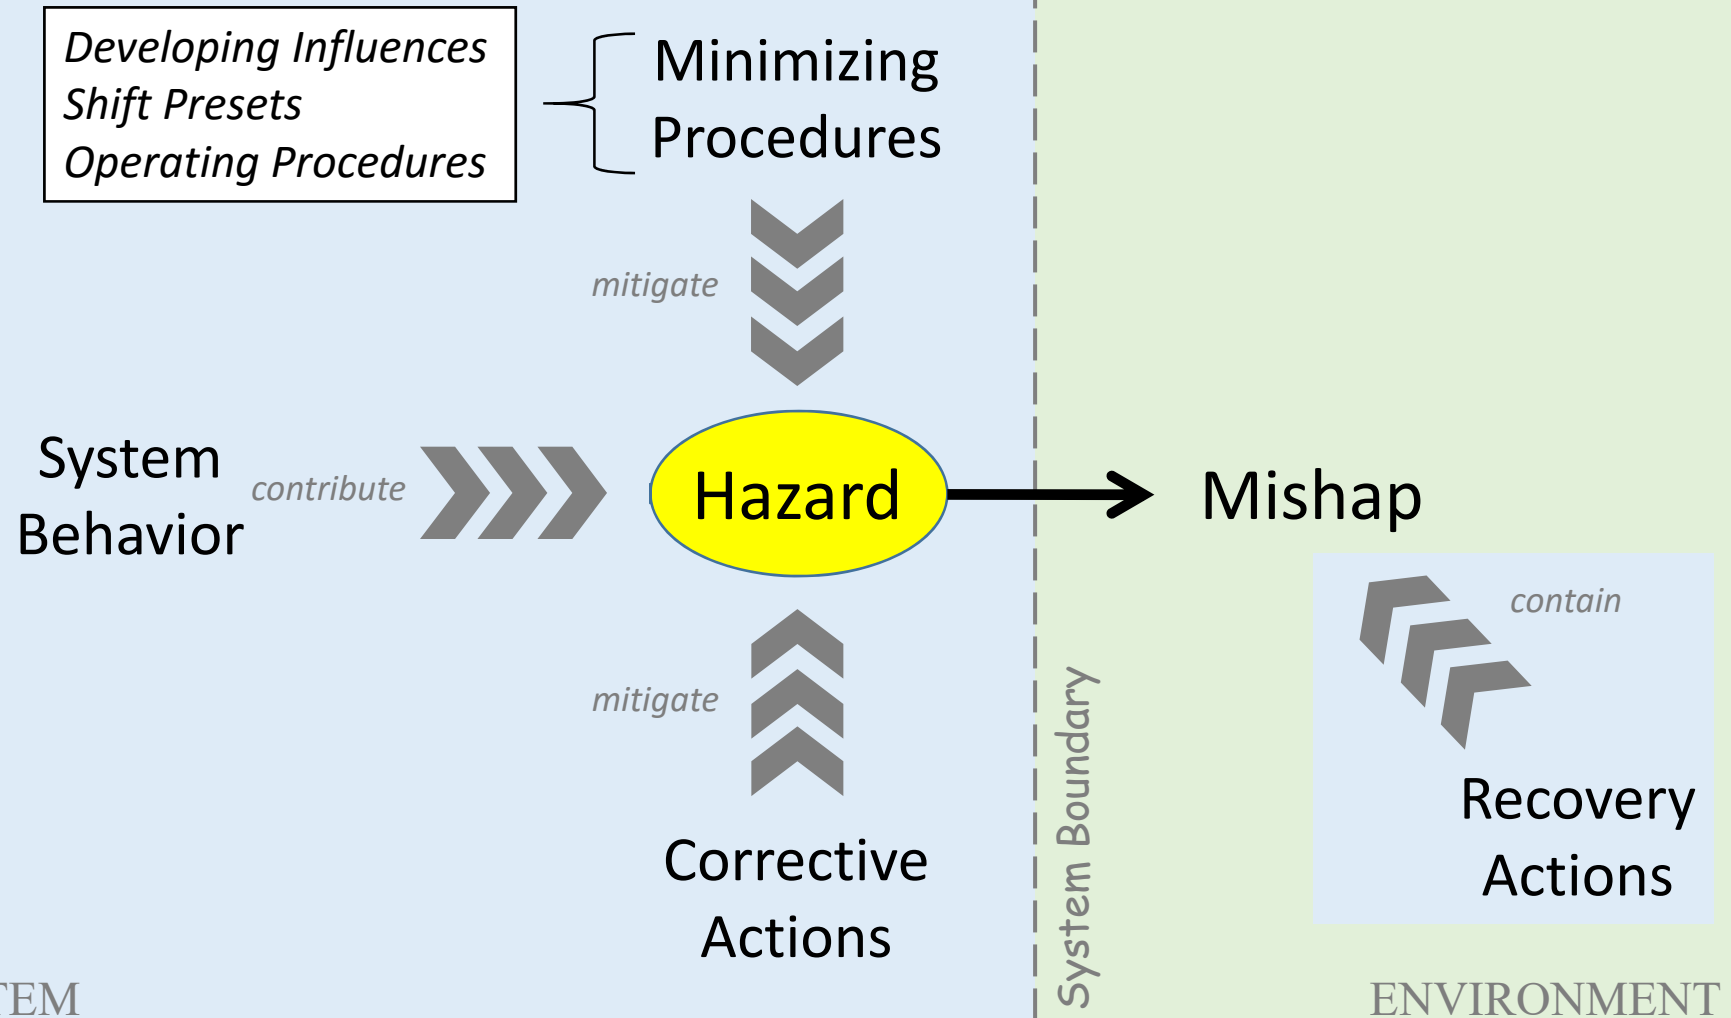 Developing Influences
Shift Presets
Operating Procedures
Minimizing
Procedures
mitigate
System
Behavior
contribute
Hazard
Mishap
contain
mitigate
Recovery
Actions
Corrective
Actions
System Boundary
TEM
ENVIRONMENT